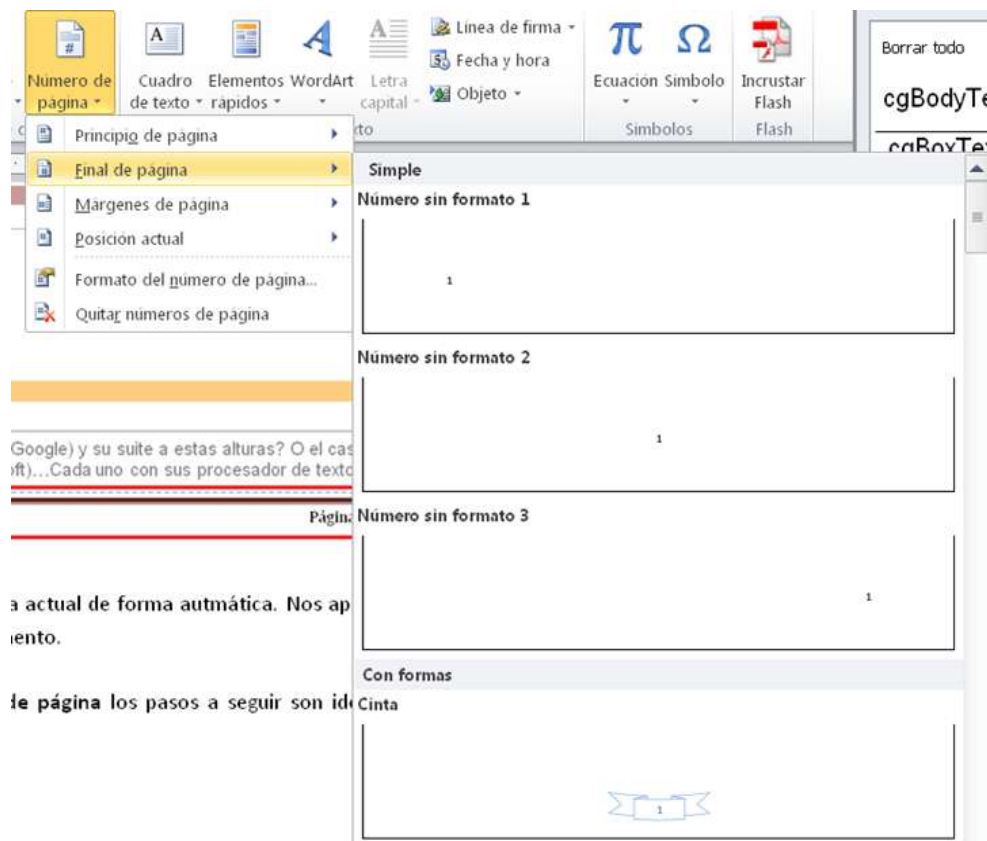 Número de página
Cuadro de texto
Elementos rápidos
WordArt
Letra capital
Línea de firma
Fecha y hora
Objeto
Ecuación
Símbolo
Incrustar Flash
Símbolos
Flash
Borrar todo
cgBodyTe
cgBoxTex
Principio de página
Final de página
Márgenes de página
Posición actual
Formato del número de página...
Quitar números de página
Simple
Número sin formato 1
1
Número sin formato 2
1
Número sin formato 3
1
Con formas
Cinta
1
Google) y su suite a estas alturas? O el cas
oft)...Cada uno con sus procesador de texto
Página
a actual de forma autmática. Nos ap
ento.
de página los pasos a seguir son id